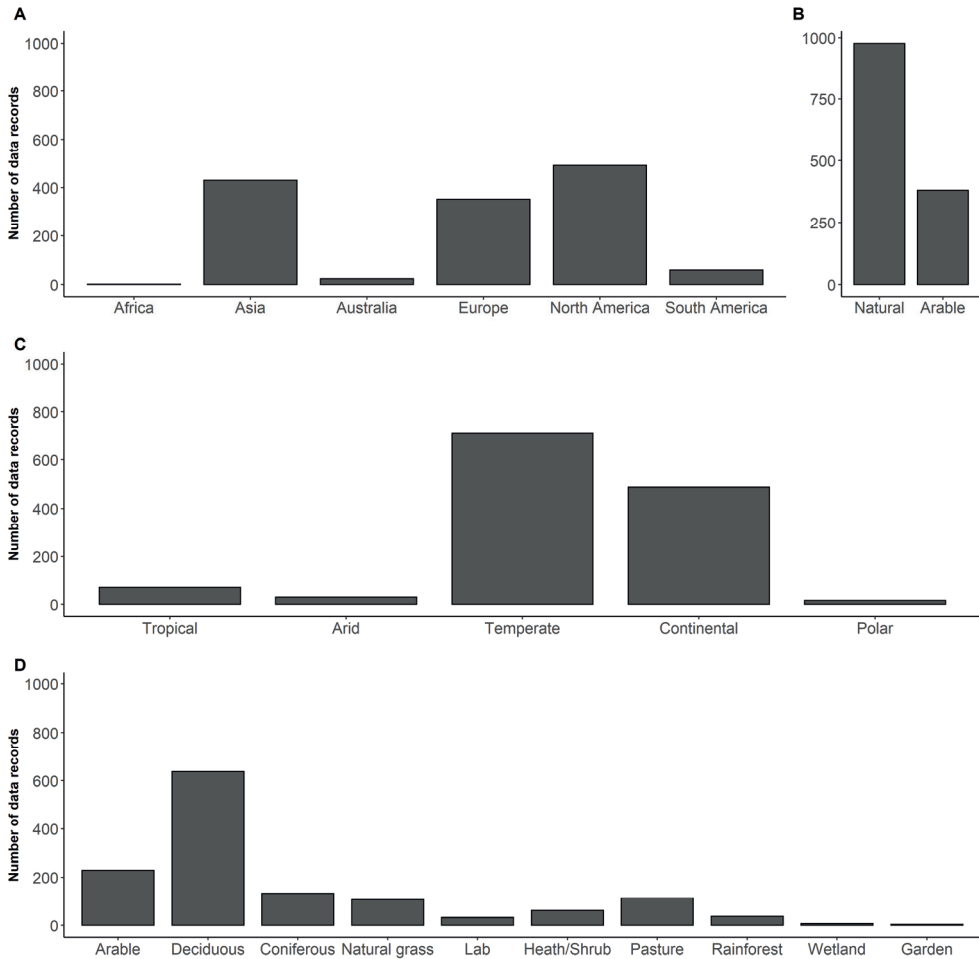 A
Number of data records
1000
800
600
400
200
0
Africa Asia Australia Europe North America South America
B
1000
750
500
250
0
Natural Arable
C
Number of data records
1000
800
600
400
200
0
Tropical Arid Temperate Continental Polar
D
Number of data records
1000
800
600
400
200
0
Arable Deciduous Coniferous Natural grass Lab Heath/Shrub Pasture Rainforest Wetland Garden